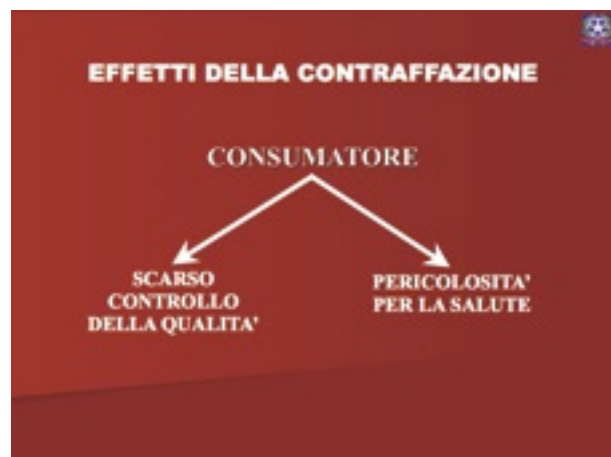 EFFETTI DELLA CONTRAFFAZIONE
CONSUMATORE
SCARSO
CONTROLLO
DELLA QUALITA'
PERICOLOSITA'
PER LA SALUTE